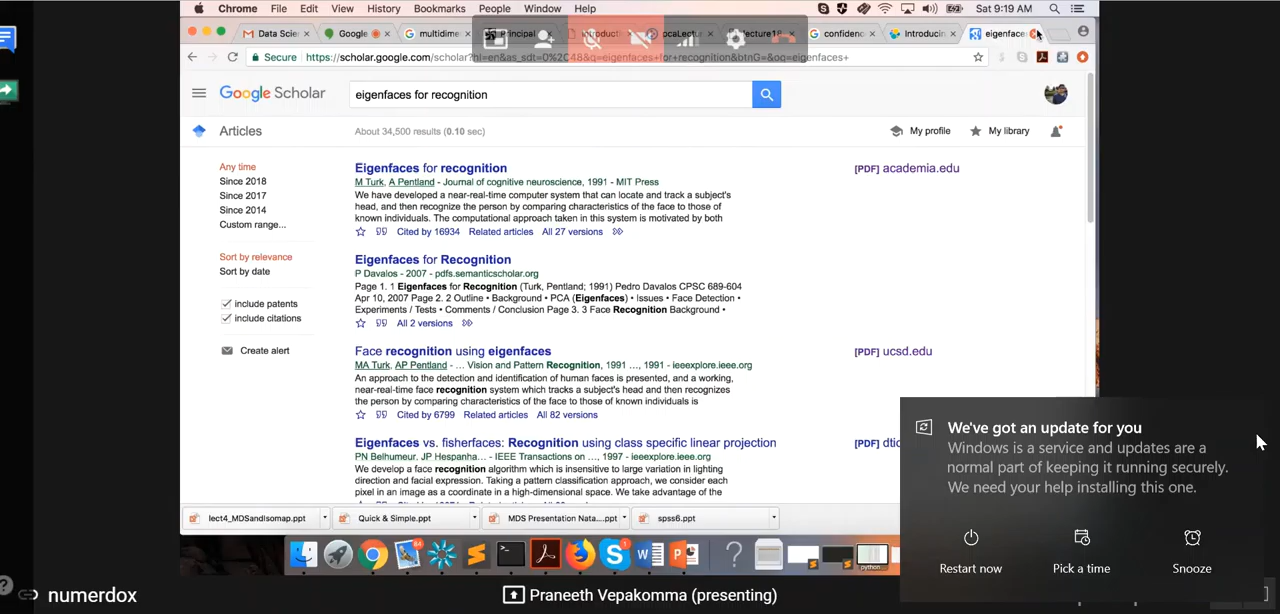 Chrome File Edit View History Bookmarks People Window Help Sat 9:19 AM
Data Scie Google multidime Principal introducti ocaLectu lecture18 confidenc Introducin eigenface
Secure https://scholar.google.com/scholar?hl=en&as_sdt=0%2C48&q=eigenfaces+for+recognition&btnG=&oq=eigenfaces+
Google Scholar eigenfaces for recognition
Articles About 34,500 results (0.10 sec) My profile My library
Any time
Since 2018
Since 2017
Since 2014
Custom range...
Sort by relevance
Sort by date
include patents
include citations
Create alert
Eigenfaces for recognition [PDF] academia.edu
M Turk, A Pentland - Journal of cognitive neuroscience, 1991 - MIT Press
We have developed a near-real-time computer system that can locate and track a subject's
head, and then recognize the person by comparing characteristics of the face to those of
known individuals. The computational approach taken in this system is motivated by both
Cited by 16934 Related articles All 27 versions
Eigenfaces for Recognition
P Davalos - 2007 - pdfs.semanticscholar.org
Page 1. 1 Eigenfaces for Recognition (Turk, Pentland; 1991) Pedro Davalos CPSC 689-604
Apr 10, 2007 Page 2. 2 Outline • Background • PCA (Eigenfaces) • Issues • Face Detection •
Experiments / Tests • Comments / Conclusion Page 3. 3 Face Recognition Background •
All 2 versions
Face recognition using eigenfaces [PDF] ucsd.edu
MA Turk, AP Pentland - … Vision and Pattern Recognition, 1991 …, 1991 - ieeexplore.ieee.org
An approach to the detection and identification of human faces is presented, and a working,
near-real-time face recognition system which tracks a subject's head and then recognizes
the person by comparing characteristics of the face to those of known individuals is
Cited by 6799 Related articles All 82 versions
Eigenfaces vs. fisherfaces: Recognition using class specific linear projection [PDF] dtic
PN Belhumeur, JP Hespanha… - IEEE Transactions on …, 1997 - ieeexplore.ieee.org
We develop a face recognition algorithm which is insensitive to large variation in lighting
direction and facial expression. Taking a pattern classification approach, we consider each
pixel in an image as a coordinate in a high-dimensional space. We take advantage of the
lect4_MDSandIsomap.ppt Quick & Simple.ppt MDS Presentation Nata....ppt spss6.ppt
python
We've got an update for you
Windows is a service and updates are a
normal part of keeping it running securely.
We need your help installing this one.
Restart now Pick a time Snooze
numerdox Praneeth Vepakomma (presenting)